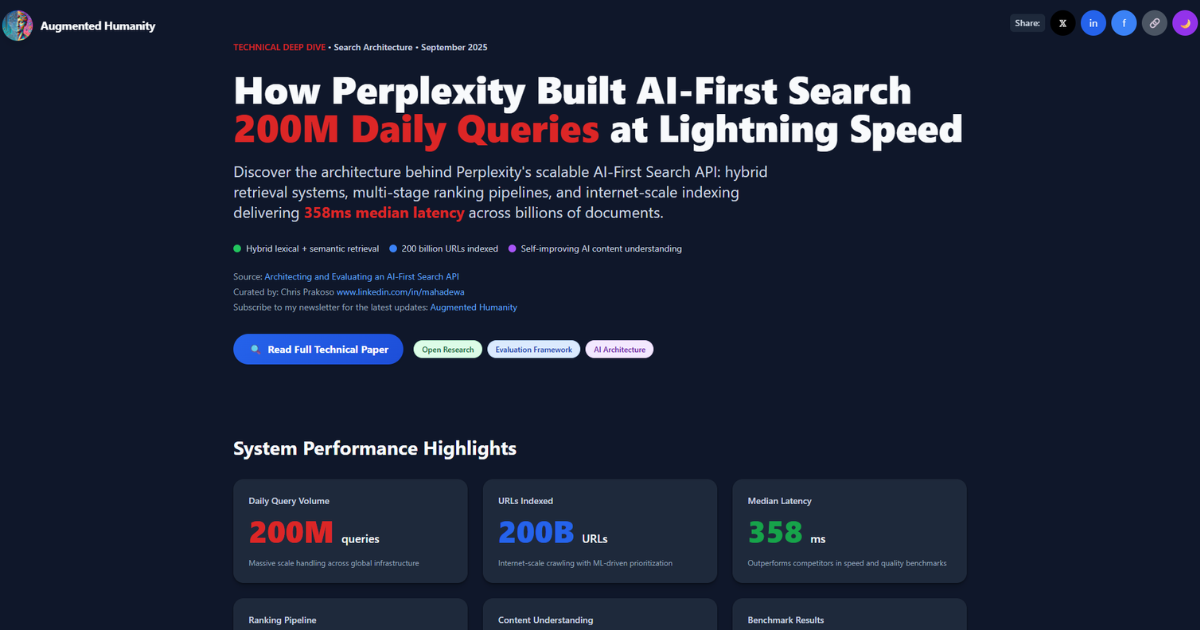 Augmented Humanity
Share:
X
in
f
TECHNICAL DEEP DIVE • Search Architecture • September 2025
How Perplexity Built AI-First Search
200M Daily Queries at Lightning Speed
Discover the architecture behind Perplexity's scalable AI-First Search API: hybrid
retrieval systems, multi-stage ranking pipelines, and internet-scale indexing
delivering 358ms median latency across billions of documents.
Hybrid lexical + semantic retrieval
200 billion URLs indexed
Self-improving AI content understanding
Source: Architecting and Evaluating an AI-First Search API
Curated by: Chris Prakoso www.linkedin.com/in/mahadewa
Subscribe to my newsletter for the latest updates: Augmented Humanity
Read Full Technical Paper
Open Research
Evaluation Framework
AI Architecture
System Performance Highlights
Daily Query Volume
200M queries
Massive scale handling across global infrastructure
URLs Indexed
200B URLs
Internet-scale crawling with ML-driven prioritization
Median Latency
358 ms
Outperforms competitors in speed and quality benchmarks
Ranking Pipeline
Content Understanding
Benchmark Results